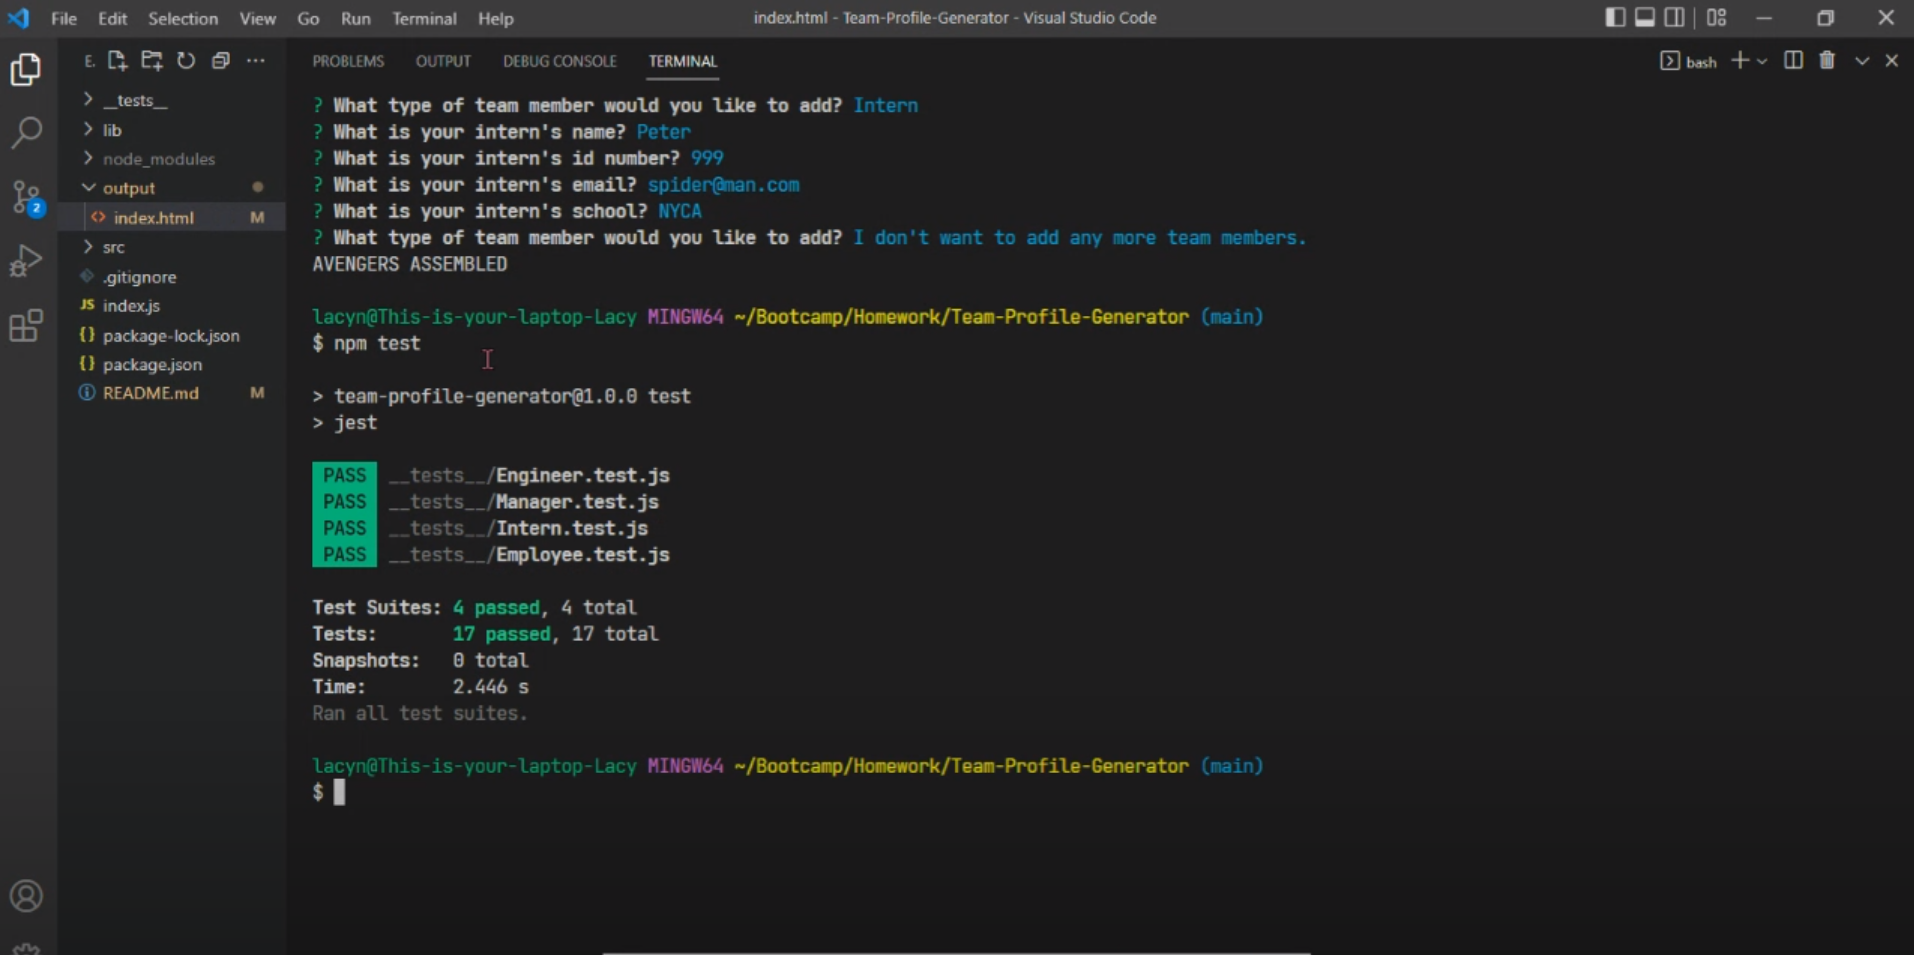 File Edit Selection View Go Run Terminal Help
index.html - Team-Profile-Generator - Visual Studio Code
E.
__tests__
lib
node_modules
output
<> index.html M
src
.gitignore
JS index.js
{} package-lock.json
{} package.json
README.md M
2
PROBLEMS OUTPUT DEBUG CONSOLE TERMINAL
bash
? What type of team member would you like to add? Intern
? What is your intern's name? Peter
? What is your intern's id number? 999
? What is your intern's email? spider@man.com
? What is your intern's school? NYCA
? What type of team member would you like to add? I don't want to add any more team members.
AVENGERS ASSEMBLED
lacyn@This-is-your-laptop-Lacy MINGW64 ~/Bootcamp/Homework/Team-Profile-Generator (main)
$ npm test
> team-profile-generator@1.0.0 test
> jest
PASS __tests__/Engineer.test.js
PASS __tests__/Manager.test.js
PASS __tests__/Intern.test.js
PASS __tests__/Employee.test.js
Test Suites: 4 passed, 4 total
Tests: 17 passed, 17 total
Snapshots: 0 total
Time: 2.446 s
Ran all test suites.
lacyn@This-is-your-laptop-Lacy MINGW64 ~/Bootcamp/Homework/Team-Profile-Generator (main)
$